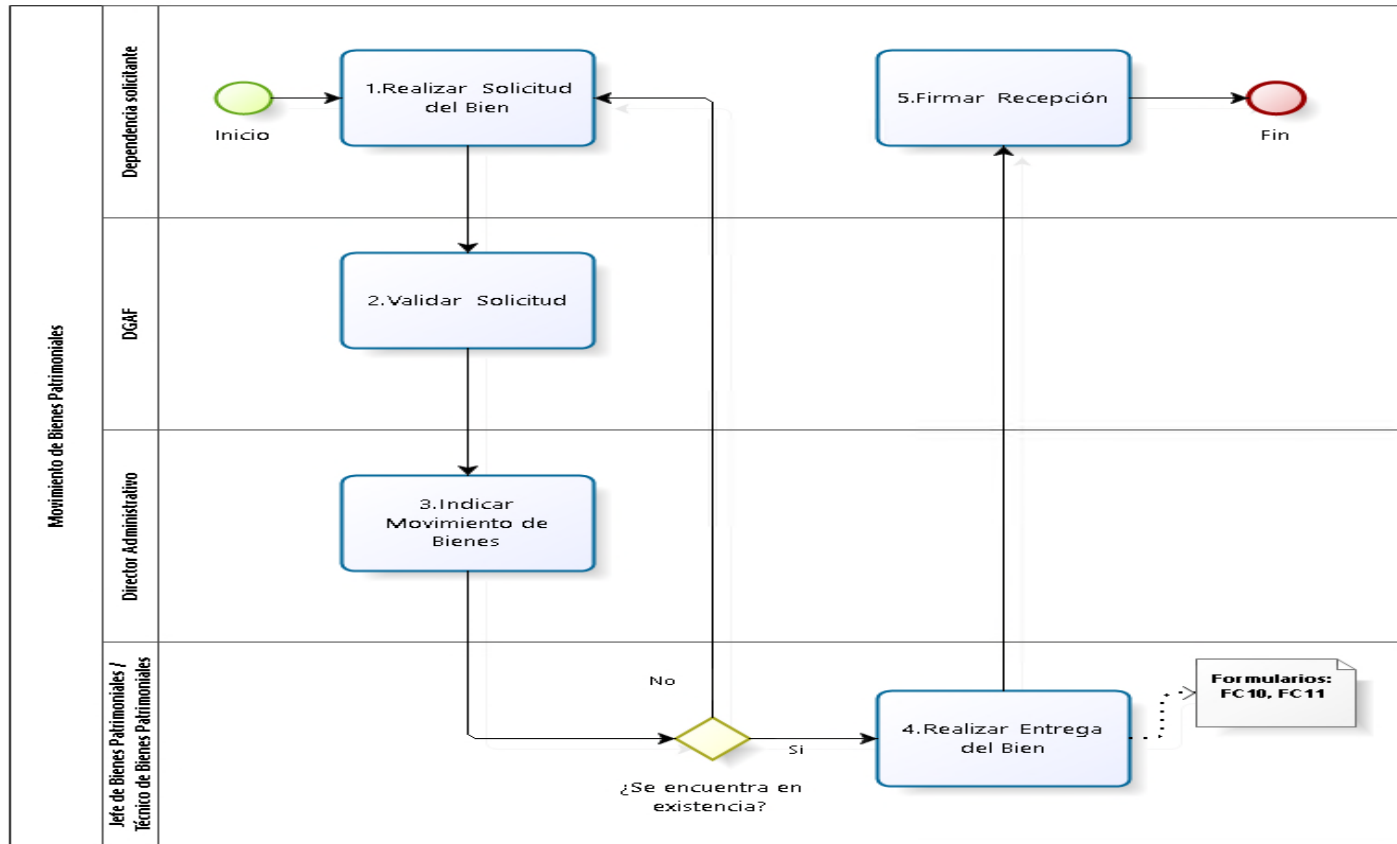 Movimiento de Bienes Patrimoniales
Dependencia solicitante
1.Realizar Solicitud
del Bien
5.Firmar Recepción
Inicio
Fin
DGAF
2.Validar Solicitud
Director Administrativo
3.Indicar
Movimiento de
Bienes
Jefe de Bienes Patrimoniales /
Técnico de Bienes Patrimoniales
No
Si
¿Se encuentra en
existencia?
4.Realizar Entrega
del Bien
Formularios:
FC10, FC11